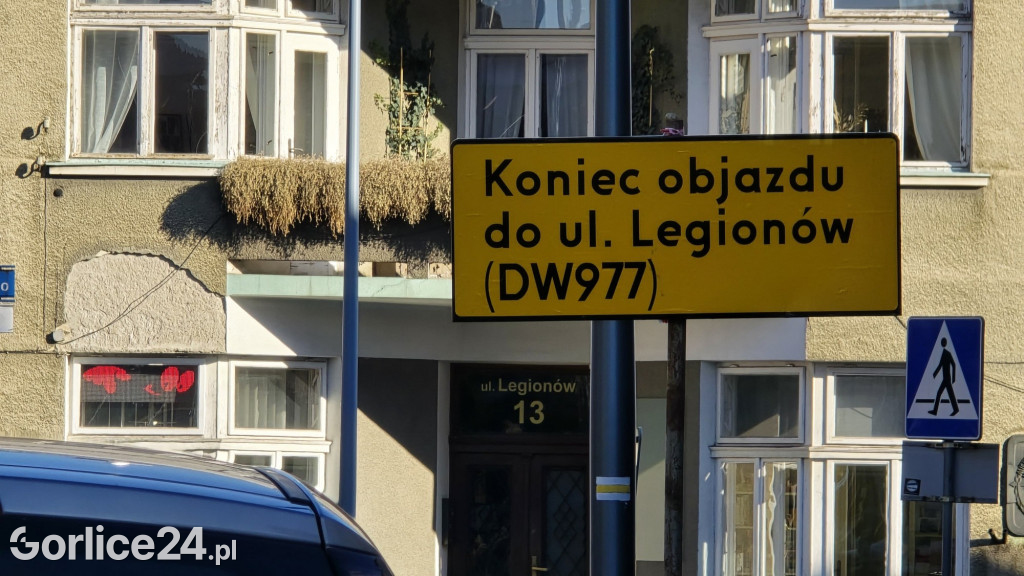 Koniec objazdu
do ul. Legionów
(DW977)
ul. Legionów
13
Gorlice24.pl